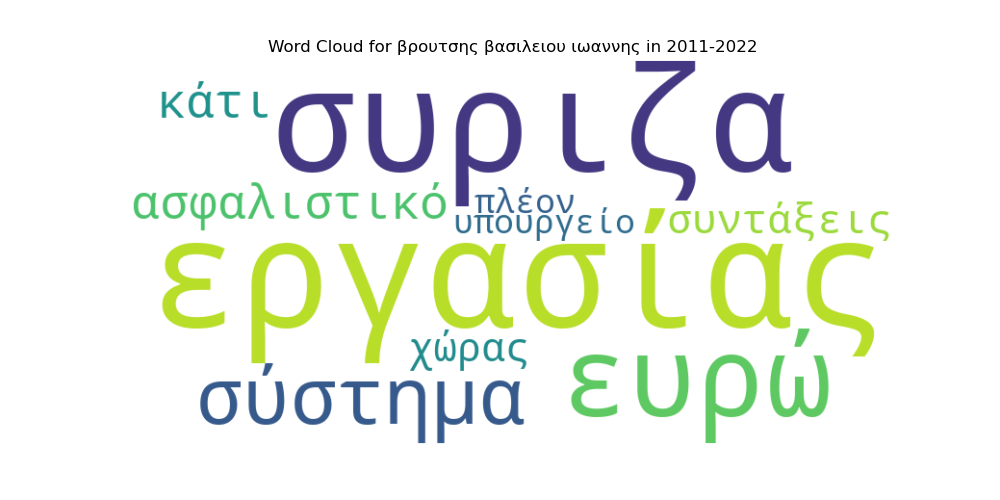 Word Cloud for βρουτσης βασιλειου ιωαννης in 2011-2022
κάτι
συριζα
ασφαλιστικό
πλέον
υπουργείο
συντάξεις
εργασίας
χώρας
σύστημα
ευρώ